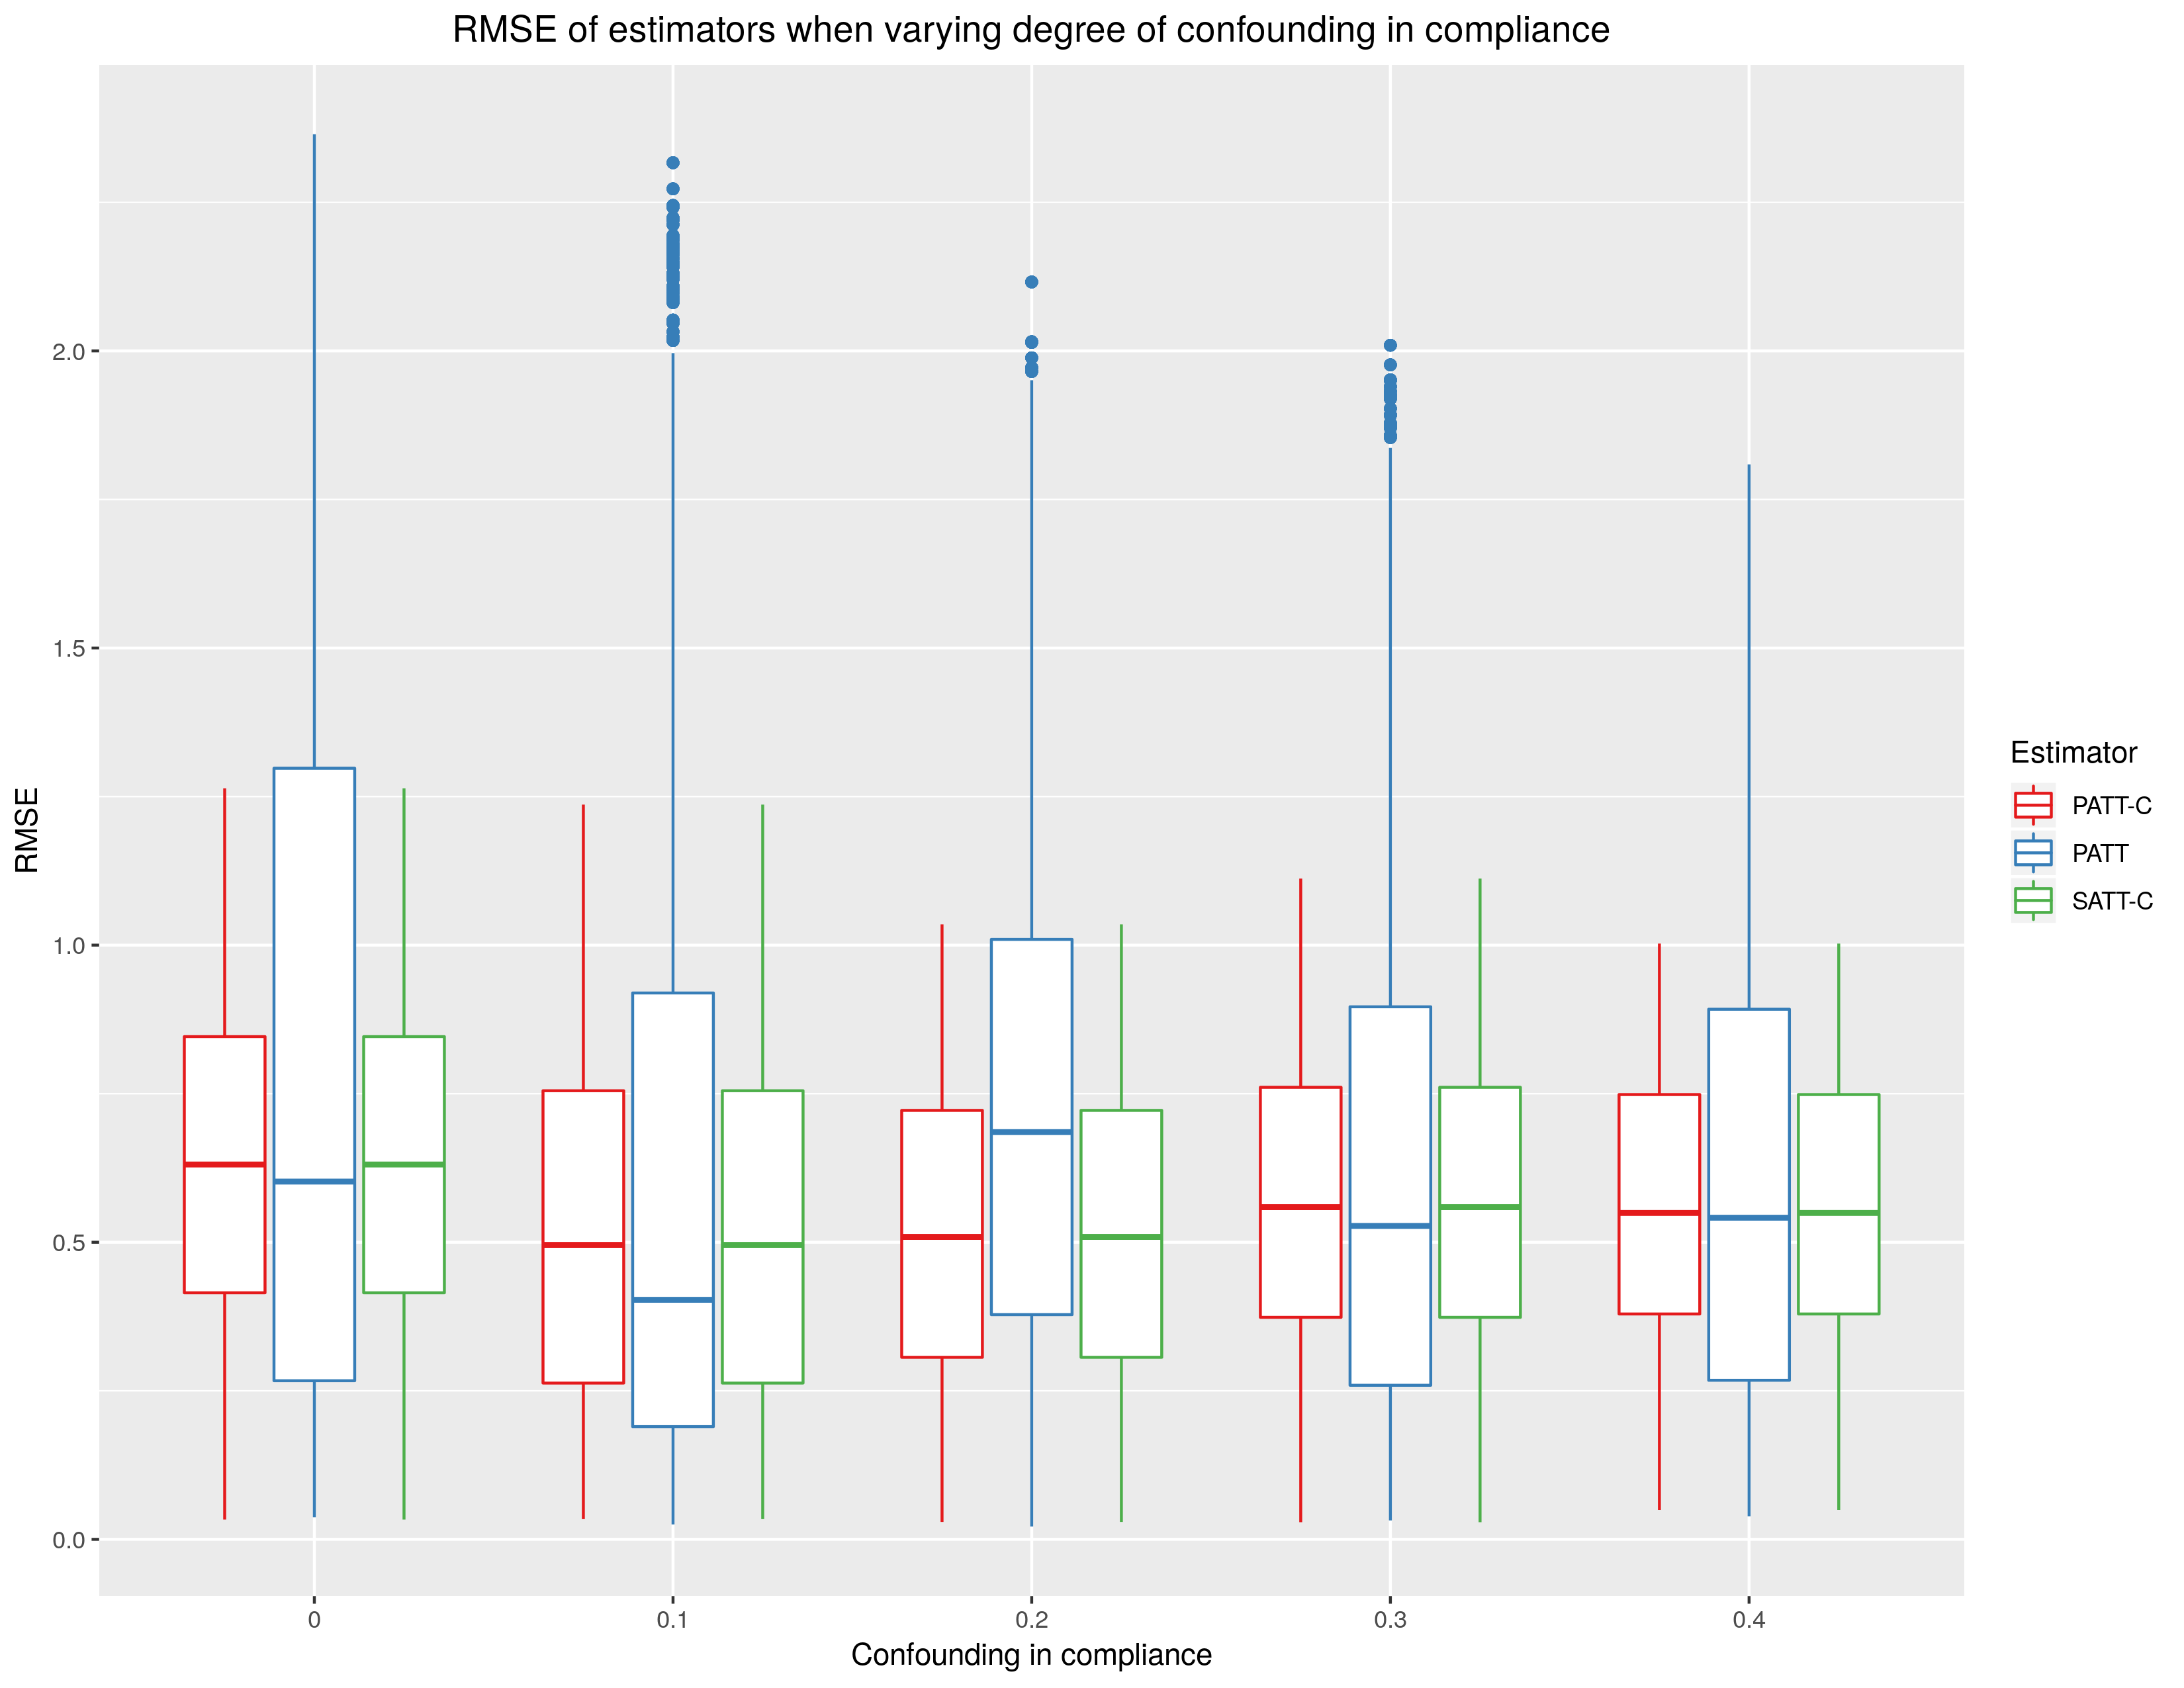 RMSE of estimators when varying degree of confounding in compliance
RMSE
2.0
1.5
1.0
0.5
0.0
0
0.1
0.2
0.3
0.4
Confounding in compliance
Estimator
PATT-C
PATT
SATT-C